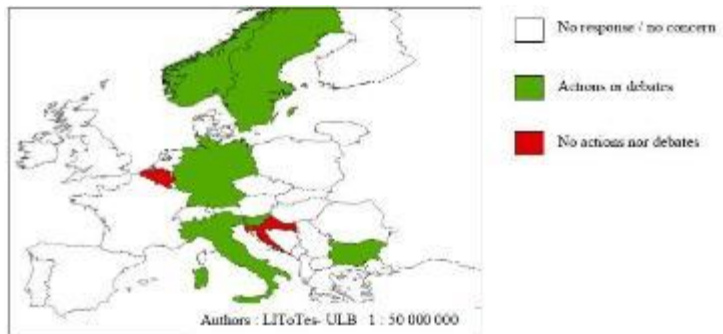 No response / no concern
Actions or debates
No actions nor debates
Authors : LIToTes- ULB 1 : 50 000 000